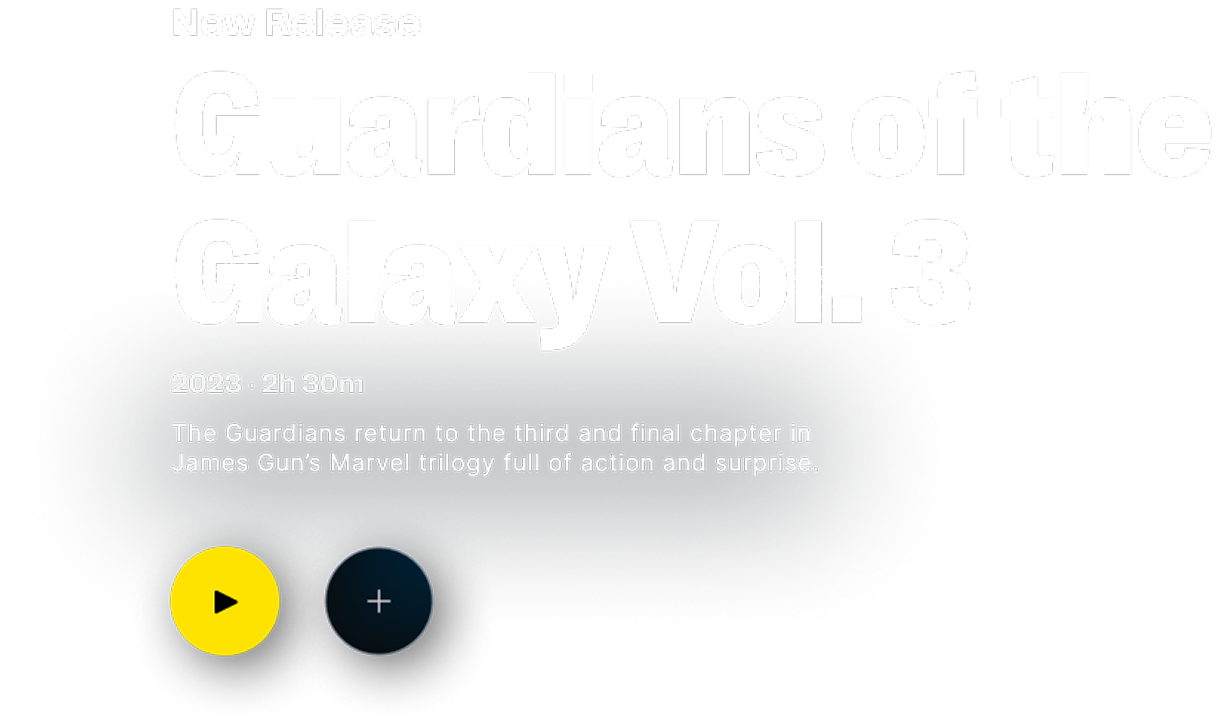 New Release
Guardians of the
Galaxy Vol. 3
2023 · 2h 30m
The Guardians return to the third and final chapter in
James Gun’s Marvel trilogy full of action and surprise.